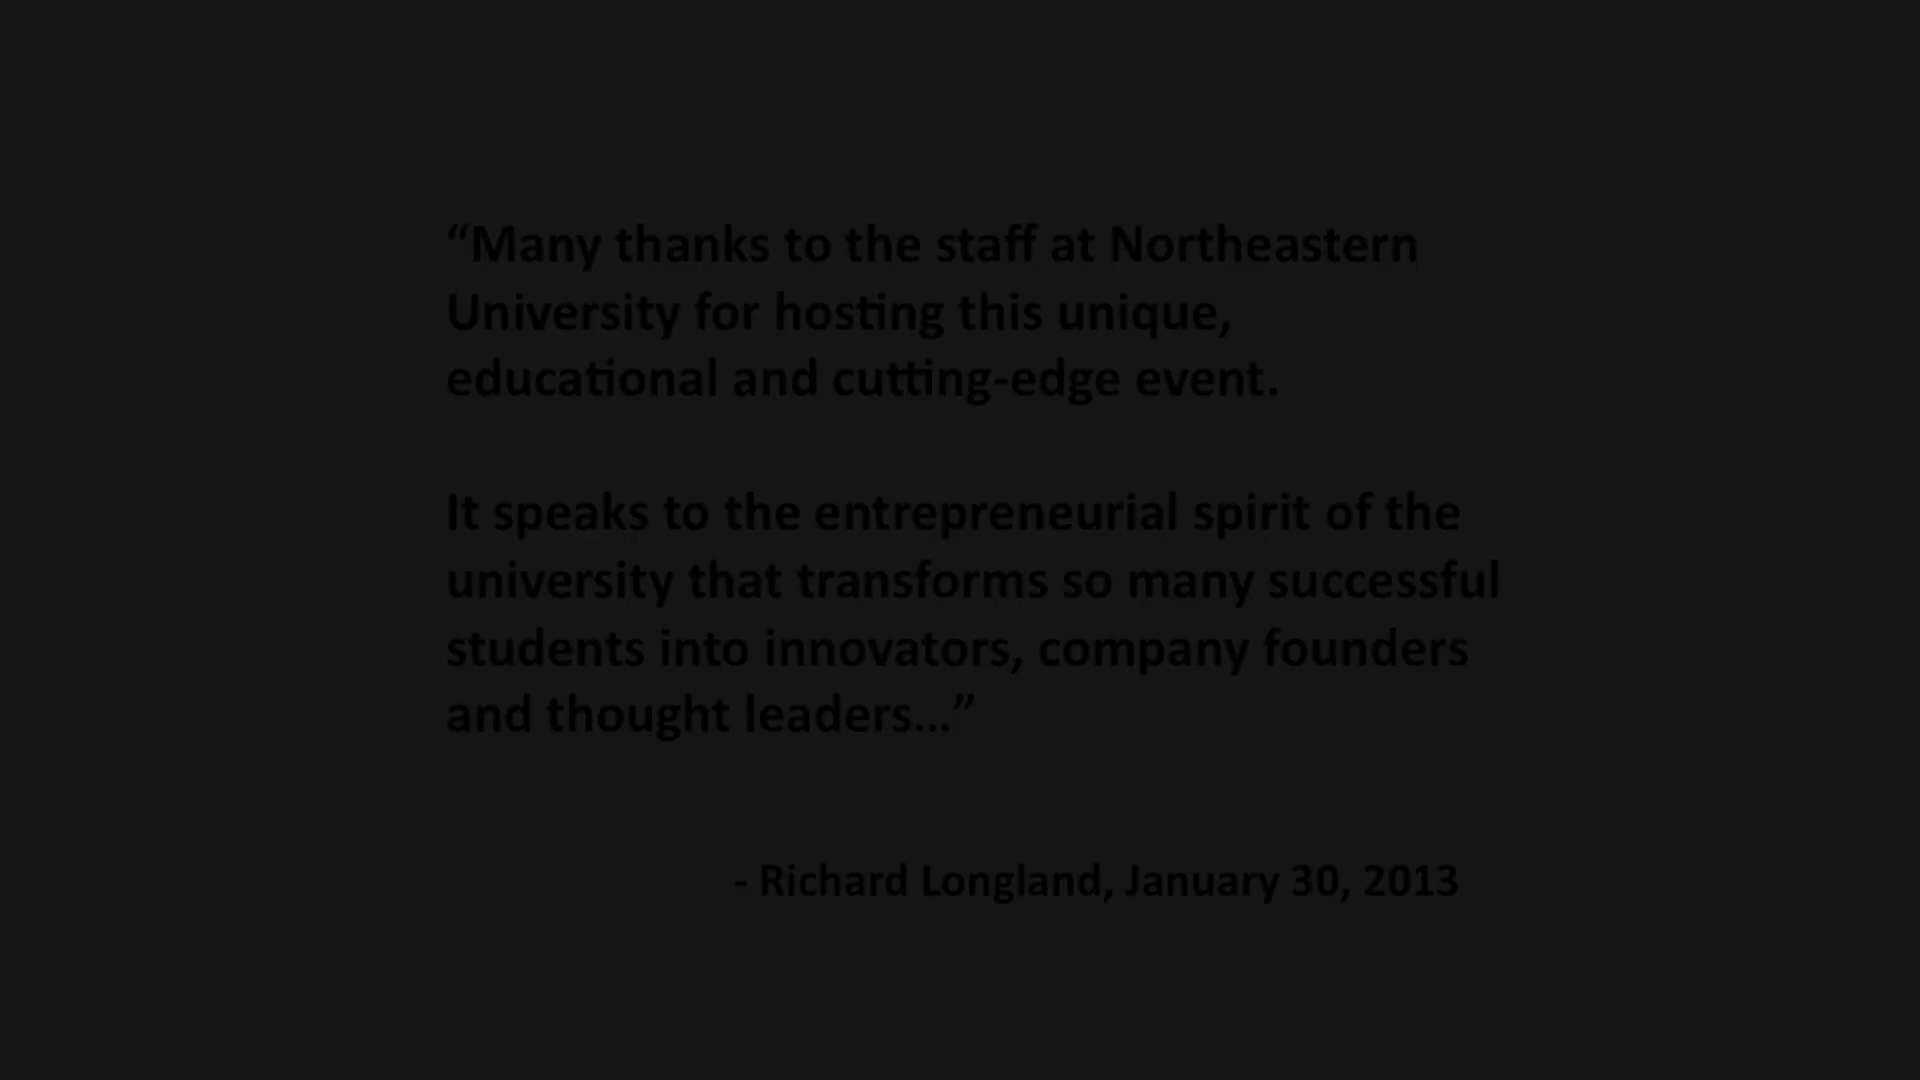 “Many thanks to the staff at Northeastern
University for hosting this unique,
educational and cutting-edge event.
It speaks to the entrepreneurial spirit of the
university that transforms so many successful
students into innovators, company founders
and thought leaders...”
- Richard Longland, January 30, 2013